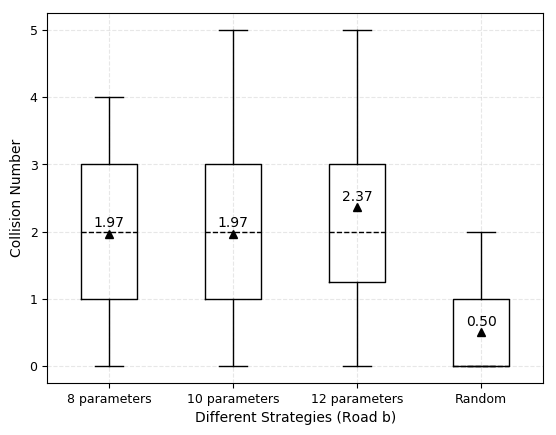 Collision Number
5
4
3
2
1
0
1.97
1.97
2.37
0.50
8 parameters
10 parameters
12 parameters
Random
Different Strategies (Road b)